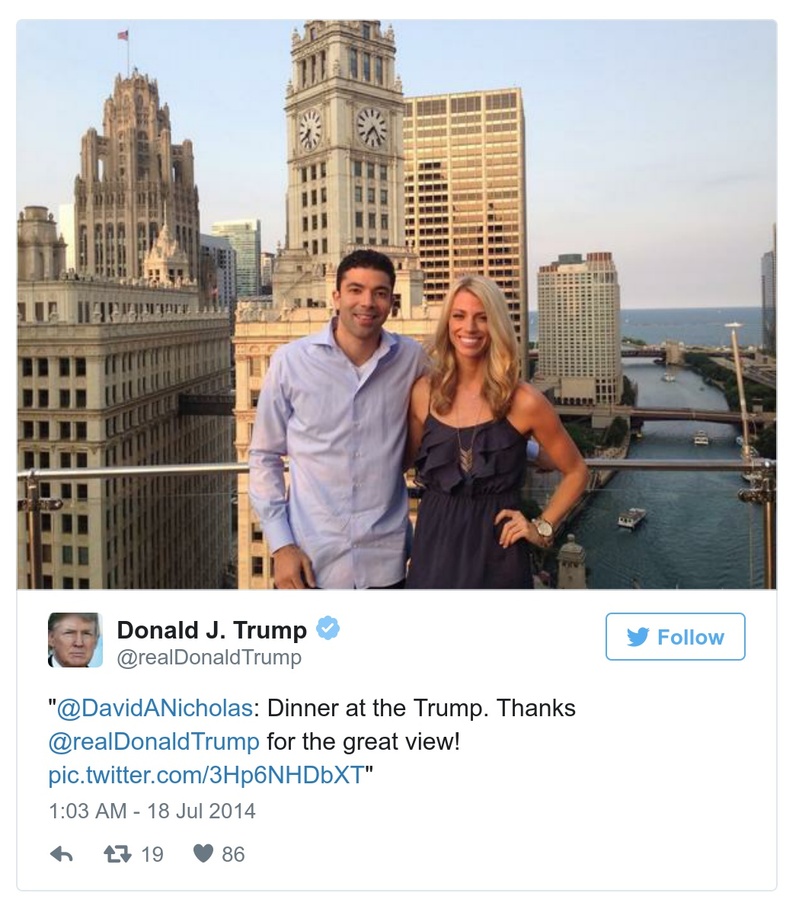 Donald J. Trump
@realDonaldTrump
Follow
"@DavidANicholas: Dinner at the Trump. Thanks
@realDonaldTrump for the great view!
pic.twitter.com/3Hp6NHDbXT"
1:03 AM - 18 Jul 2014
19 86